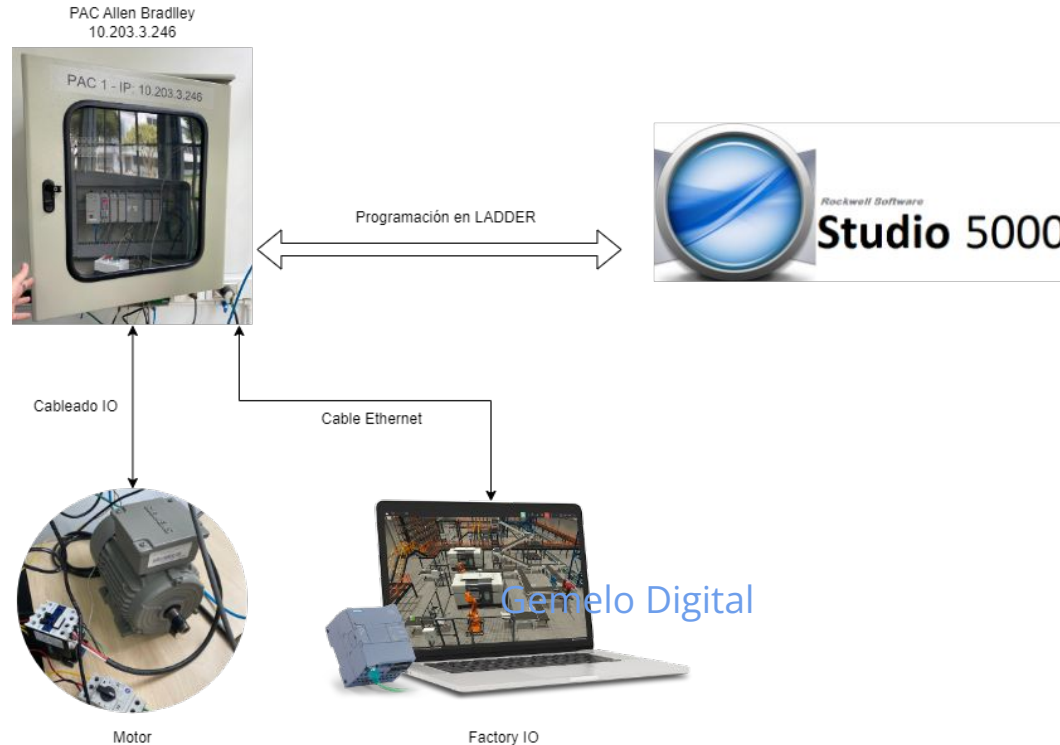 PAC Allen Bradlley
10.203.3.246
PAC 1 - IP: 10.203.3.246
Programación en LADDER
Rockwell Software
Studio 5000
Cableado IO
Cable Ethernet
Gemelo Digital
Motor
Factory IO